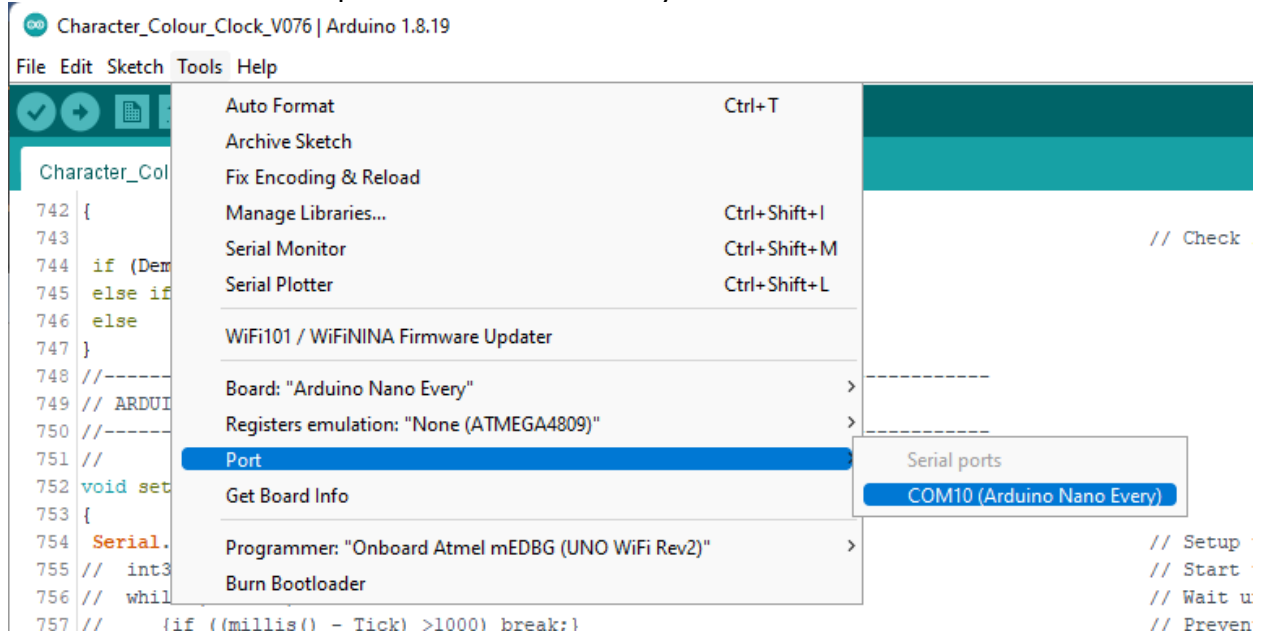 Character_Colour_Clock_V076 | Arduino 1.8.19
File Edit Sketch Tools Help
Auto Format Ctrl+T
Archive Sketch
Character_Col
Fix Encoding & Reload
742 {
Manage Libraries... Ctrl+Shift+I
743 // Check
Serial Monitor Ctrl+Shift+M
744 if (Dem
745 else if
Serial Plotter Ctrl+Shift+L
746 else
WiFi101 / WiFiNINA Firmware Updater
747 }
748 //------ -----------
Board: "Arduino Nano Every"
749 // ARDUI
Registers emulation: "None (ATMEGA4809)"
750 //------ -----------
751 //
Port
Serial ports
752 void set
Get Board Info
COM10 (Arduino Nano Every)
753 {
754 Serial. // Setup
Programmer: "Onboard Atmel mEDBG (UNO WiFi Rev2)"
755 // int3 // Start
Burn Bootloader
756 // whil // Wait
757 // {if ((millis() - Tick) >1000) break;} // Preven